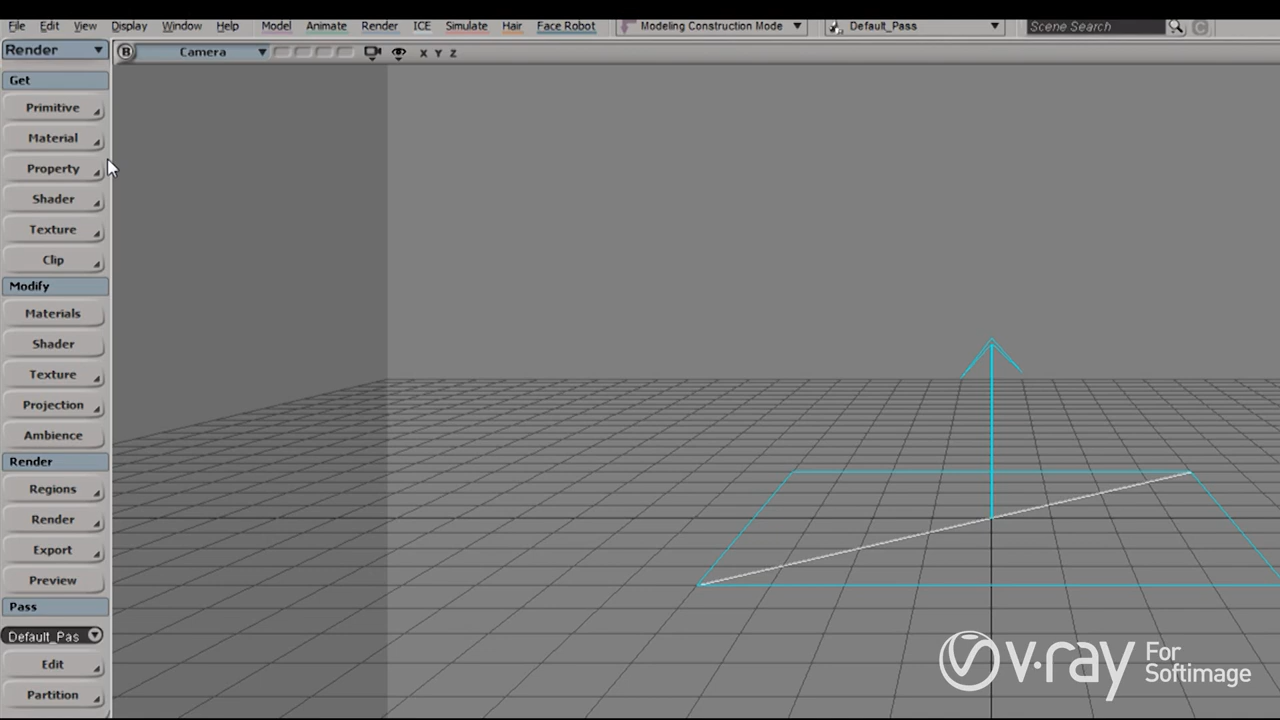 File Edit View Display Window Help Model Animate Render ICE Simulate Hair Face Robot Modeling Construction Mode Default_Pass Scene Search C
Render B Camera X Y Z
Get
Primitive
Material
Property
Shader
Texture
Clip
Modify
Materials
Shader
Texture
Projection
Ambience
Render
Regions
Render
Export
Preview
Pass
Default_Pas
Edit
Partition
v·ray For
Softimage